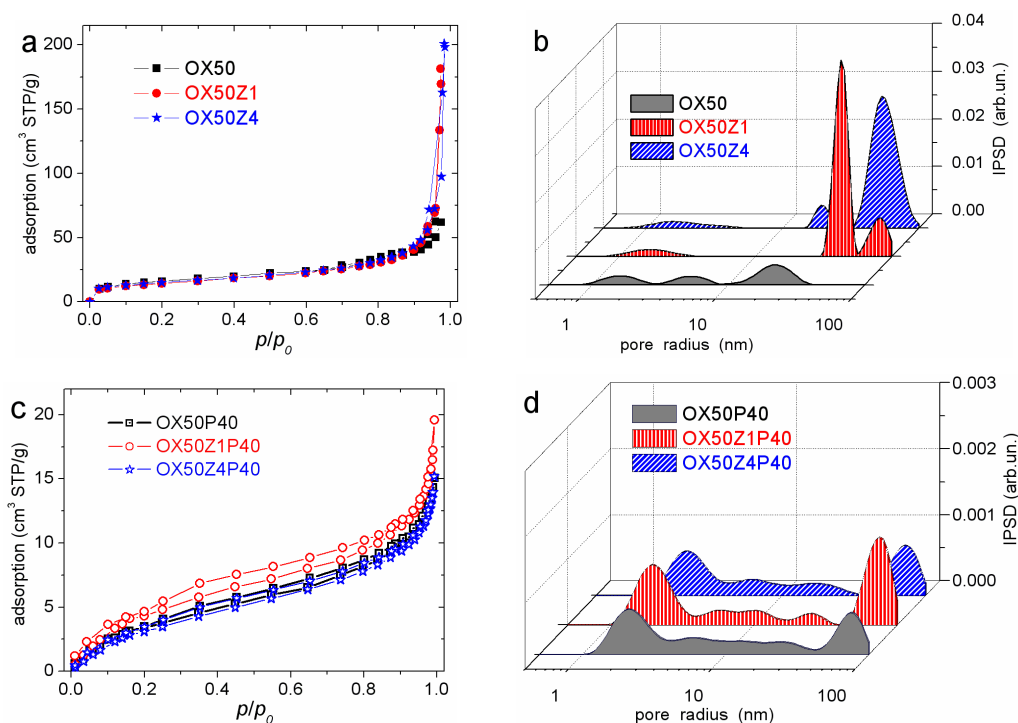 a
adsorption (cm³ STP/g)
200
150
100
50
0
OX50
OX50Z1
OX50Z4
0.0 0.2 0.4 0.6 0.8 1.0
p/p₀
b
OX50
OX50Z1
OX50Z4
0.04
0.03
0.02
0.01
0.00
IPSD (arb.un.)
1 10 100
pore radius (nm)
c
adsorption (cm³ STP/g)
20
15
10
5
0
OX50P40
OX50Z1P40
OX50Z4P40
0.0 0.2 0.4 0.6 0.8 1.0
p/p₀
d
OX50P40
OX50Z1P40
OX50Z4P40
0.003
0.002
0.001
0.000
IPSD (arb.un.)
1 10 100
pore radius (nm)